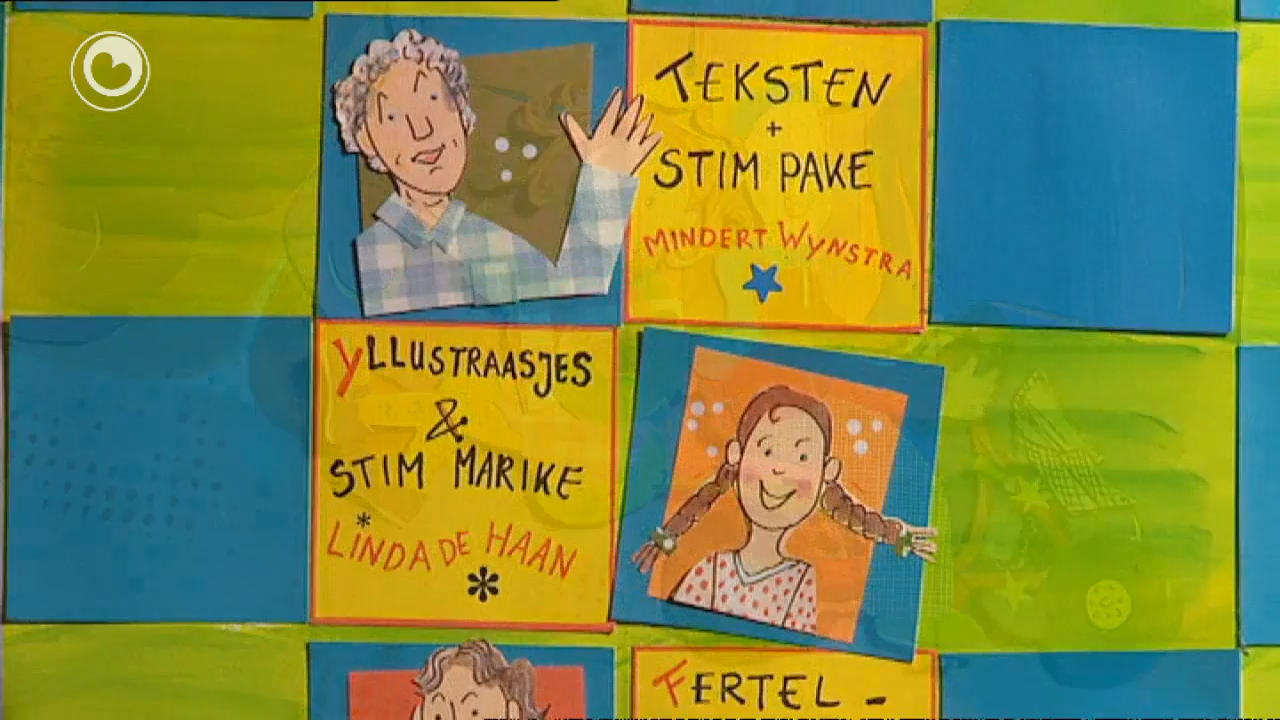 TEKSTEN
+
STIM PAKE
MINDERT WYNSTRA
YLLUSTRAASJES
&
STIM MARIKE
LINDA DE HAAN
FERTEL-